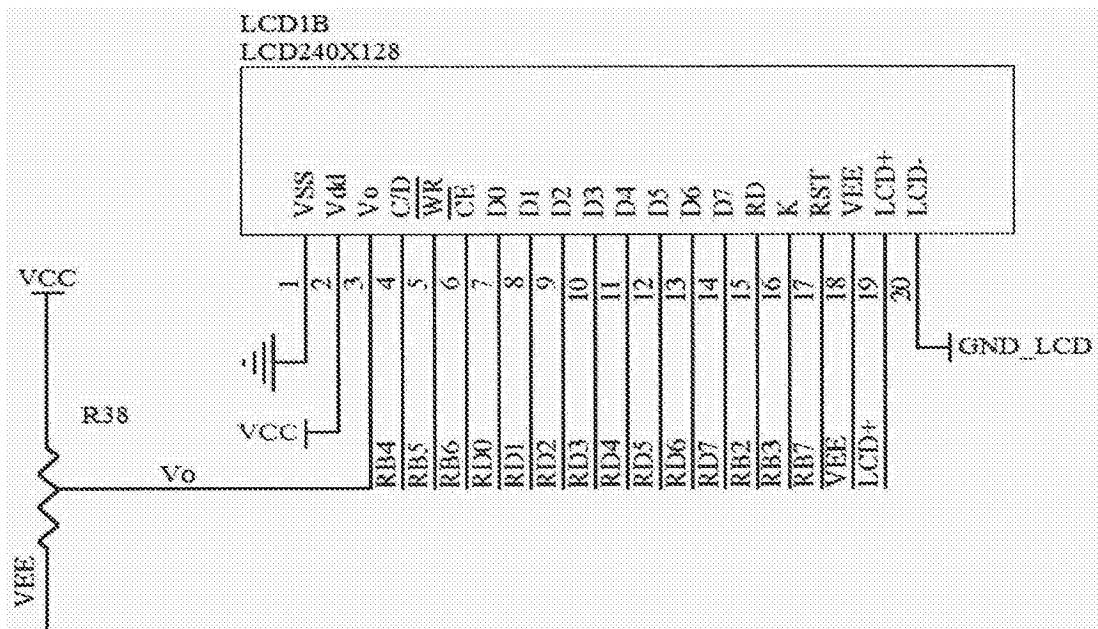 LCD1B
LCD240X128
VSS
Vdd
Vo
C/D
WR
CE
D0
D1
D2
D3
D4
D5
D6
D7
RD
K
RST
VEE
LCD+
LCD-
1
2
3
4
5
6
7
8
9
10
11
12
13
14
15
16
17
18
19
20
VCC
GND_LCD
R38
VCC
Vo
RB4
RB5
RB6
RD0
RD1
RD2
RD3
RD4
RD5
RD6
RD7
RB2
RB3
RB7
VEE
LCD+
VEE